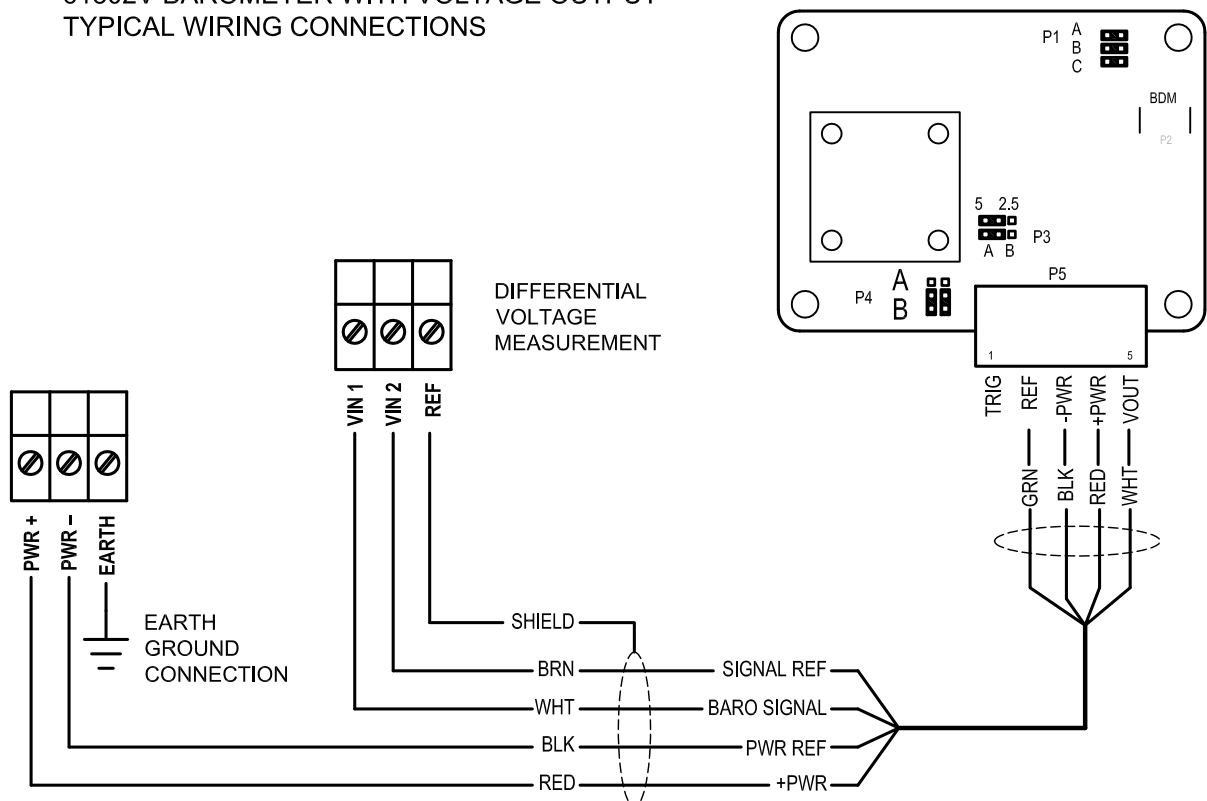 TYPICAL WIRING CONNECTIONS
P1
A
B
C
BDM
P2
5 2.5
P3
A B
P4
A
B
P5
1 5
TRIG
REF
-PWR
+PWR
VOUT
GRN
BLK
RED
WHT
DIFFERENTIAL
VOLTAGE
MEASUREMENT
VIN 1
VIN 2
REF
PWR +
PWR –
EARTH
EARTH
GROUND
CONNECTION
SHIELD
BRN SIGNAL REF
WHT BARO SIGNAL
BLK PWR REF
RED +PWR